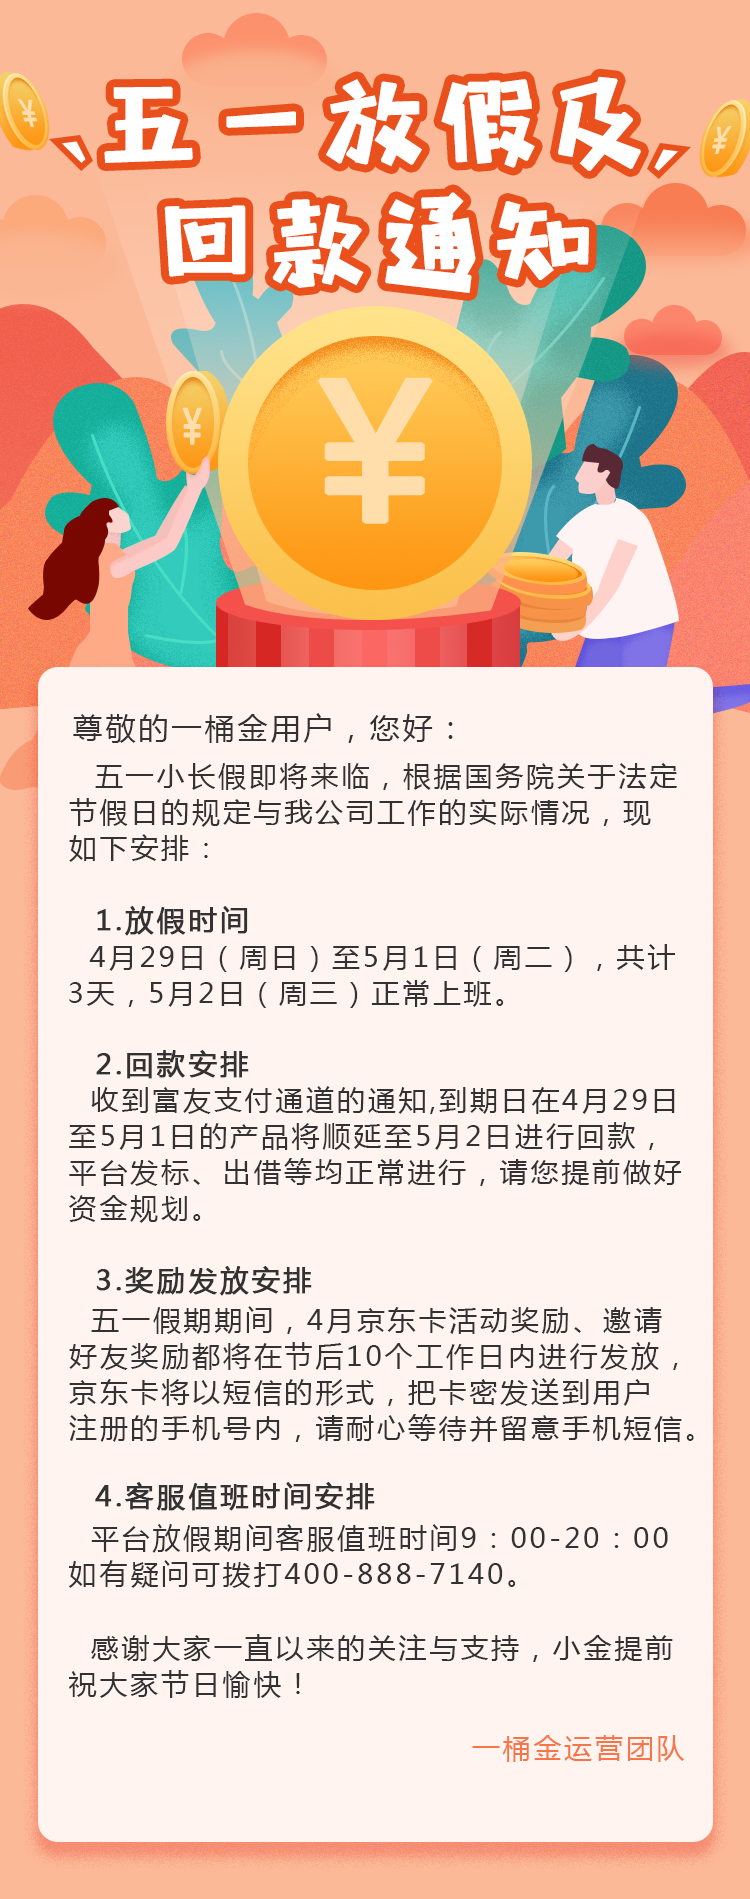 五一放假及
回款通知
¥
¥
¥
¥
尊敬的一桶金用户，您好：
五一小长假即将来临，根据国务院关于法定
节假日的规定与我公司工作的实际情况，现
如下安排：
1.放假时间
4月29日（周日）至5月1日（周二），共计
3天，5月2日（周三）正常上班。
2.回款安排
收到富友支付通道的通知,到期日在4月29日
至5月1日的产品将顺延至5月2日进行回款，
平台发标、出借等均正常进行，请您提前做好
资金规划。
3.奖励发放安排
五一假期期间，4月京东卡活动奖励、邀请
好友奖励都将在节后10个工作日内进行发放，
京东卡将以短信的形式，把卡密发送到用户
注册的手机号内，请耐心等待并留意手机短信。
4.客服值班时间安排
平台放假期间客服值班时间9：00-20：00
如有疑问可拨打400-888-7140。
感谢大家一直以来的关注与支持，小金提前
祝大家节日愉快！
一桶金运营团队